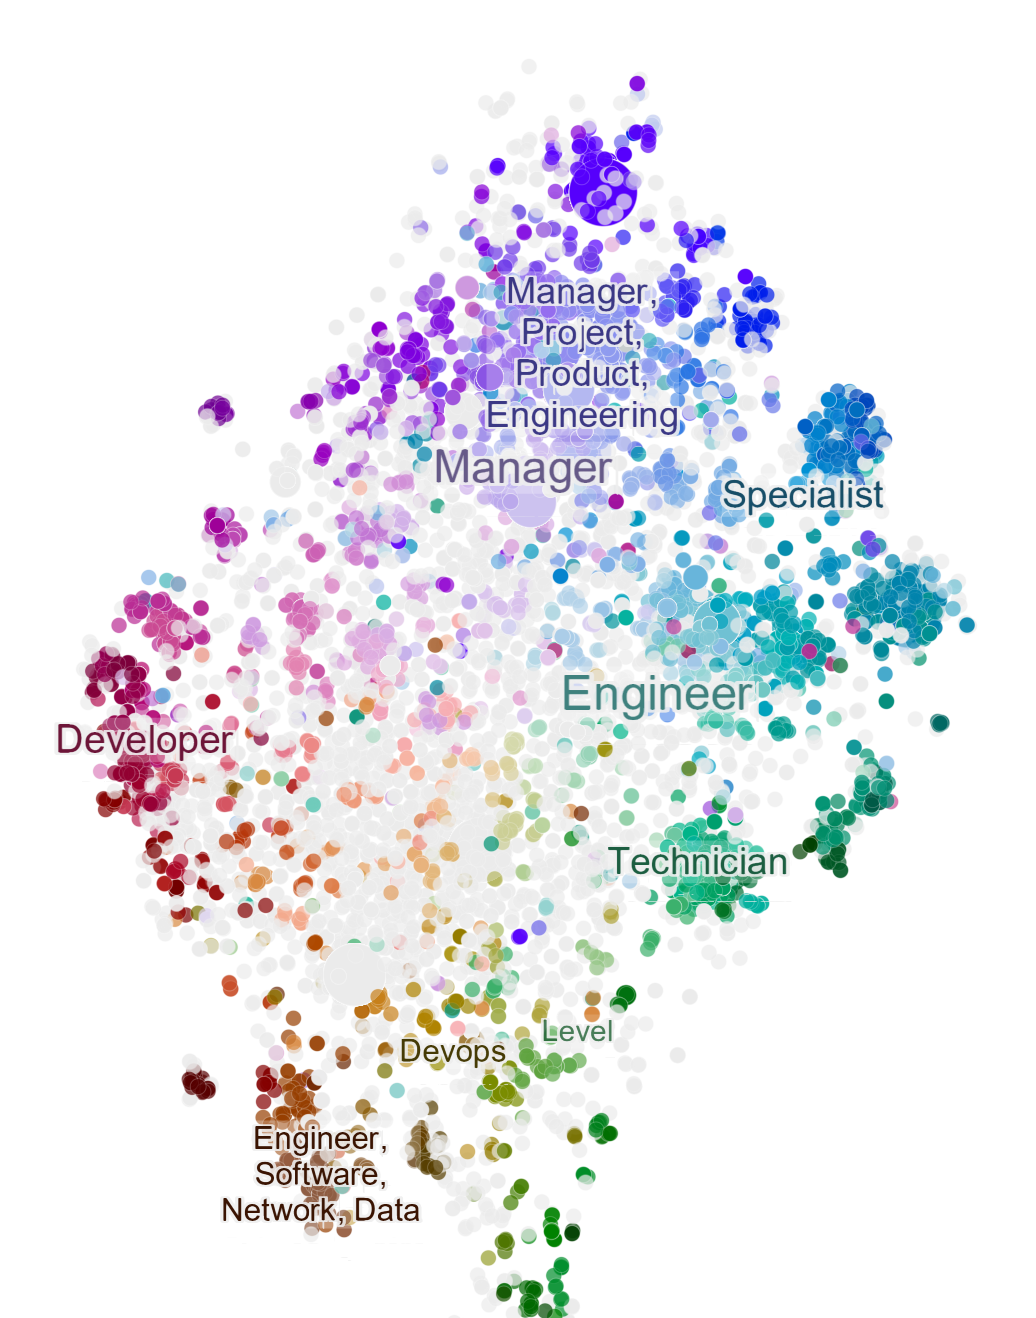 Manager,
Project,
Product,
Engineering
Manager
Specialist
Engineer
Developer
Technician
Level
Devops
Engineer,
Software,
Network, Data